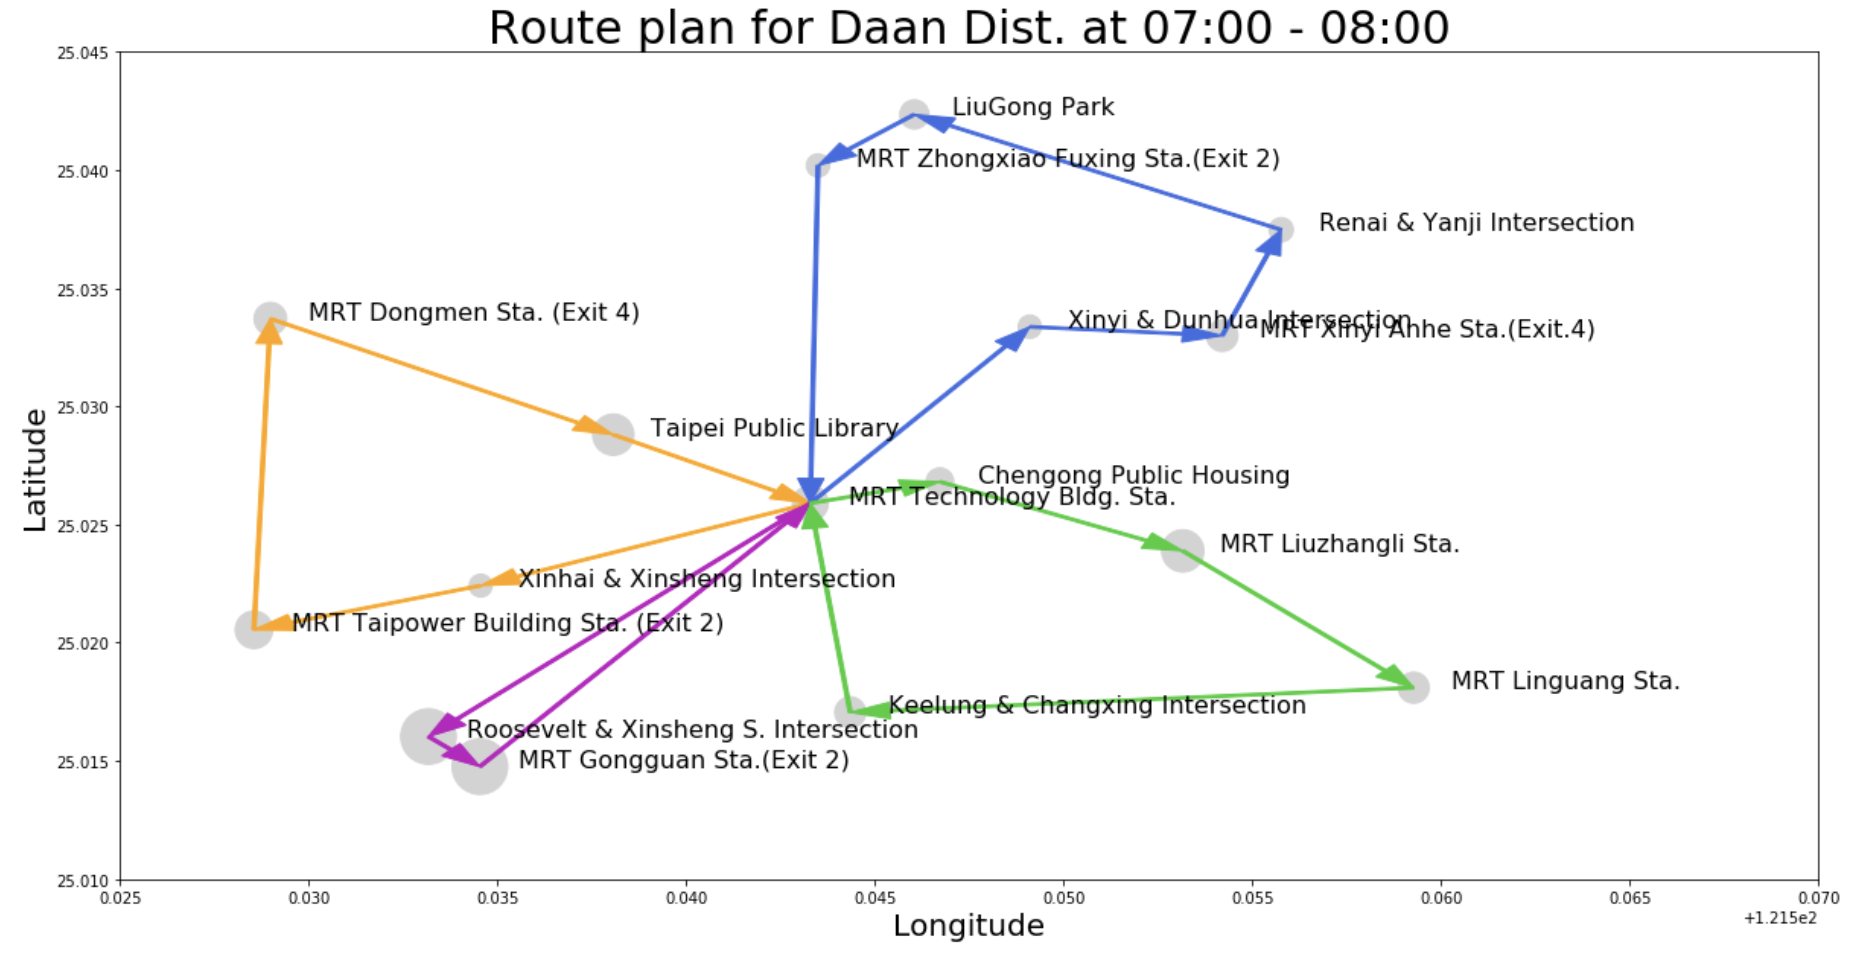 Route plan for Daan Dist. at 07:00 - 08:00
25.045
25.040
25.035
25.030
25.025
25.020
25.015
25.010
Latitude
LiuGong Park
MRT Zhongxiao Fuxing Sta.(Exit 2)
Renai & Yanji Intersection
MRT Dongmen Sta. (Exit 4)
Xinyi & Dunhua Intersection
MRT Xinyi Anhe Sta.(Exit.4)
Taipei Public Library
Chengong Public Housing
MRT Technology Bldg. Sta.
MRT Liuzhangli Sta.
Xinhai & Xinsheng Intersection
MRT Taipower Building Sta. (Exit 2)
MRT Linguang Sta.
Keelung & Changxing Intersection
Roosevelt & Xinsheng S. Intersection
MRT Gongguan Sta.(Exit 2)
0.025 0.030 0.035 0.040 0.045 0.050 0.055 0.060 0.065 0.070
+1.215e2
Longitude